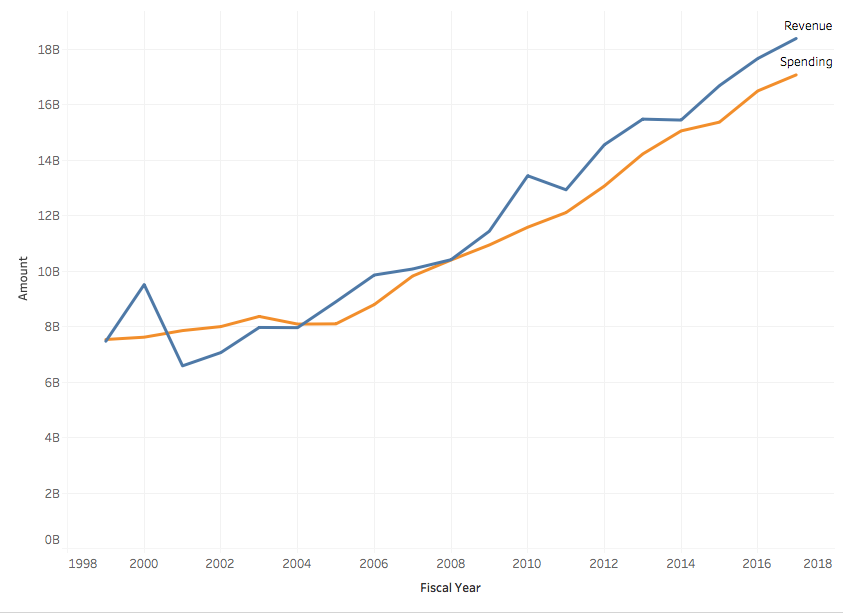 Revenue
Spending
18B
16B
14B
12B
10B
8B
6B
4B
2B
0B
Amount
1998 2000 2002 2004 2006 2008 2010 2012 2014 2016 2018
Fiscal Year